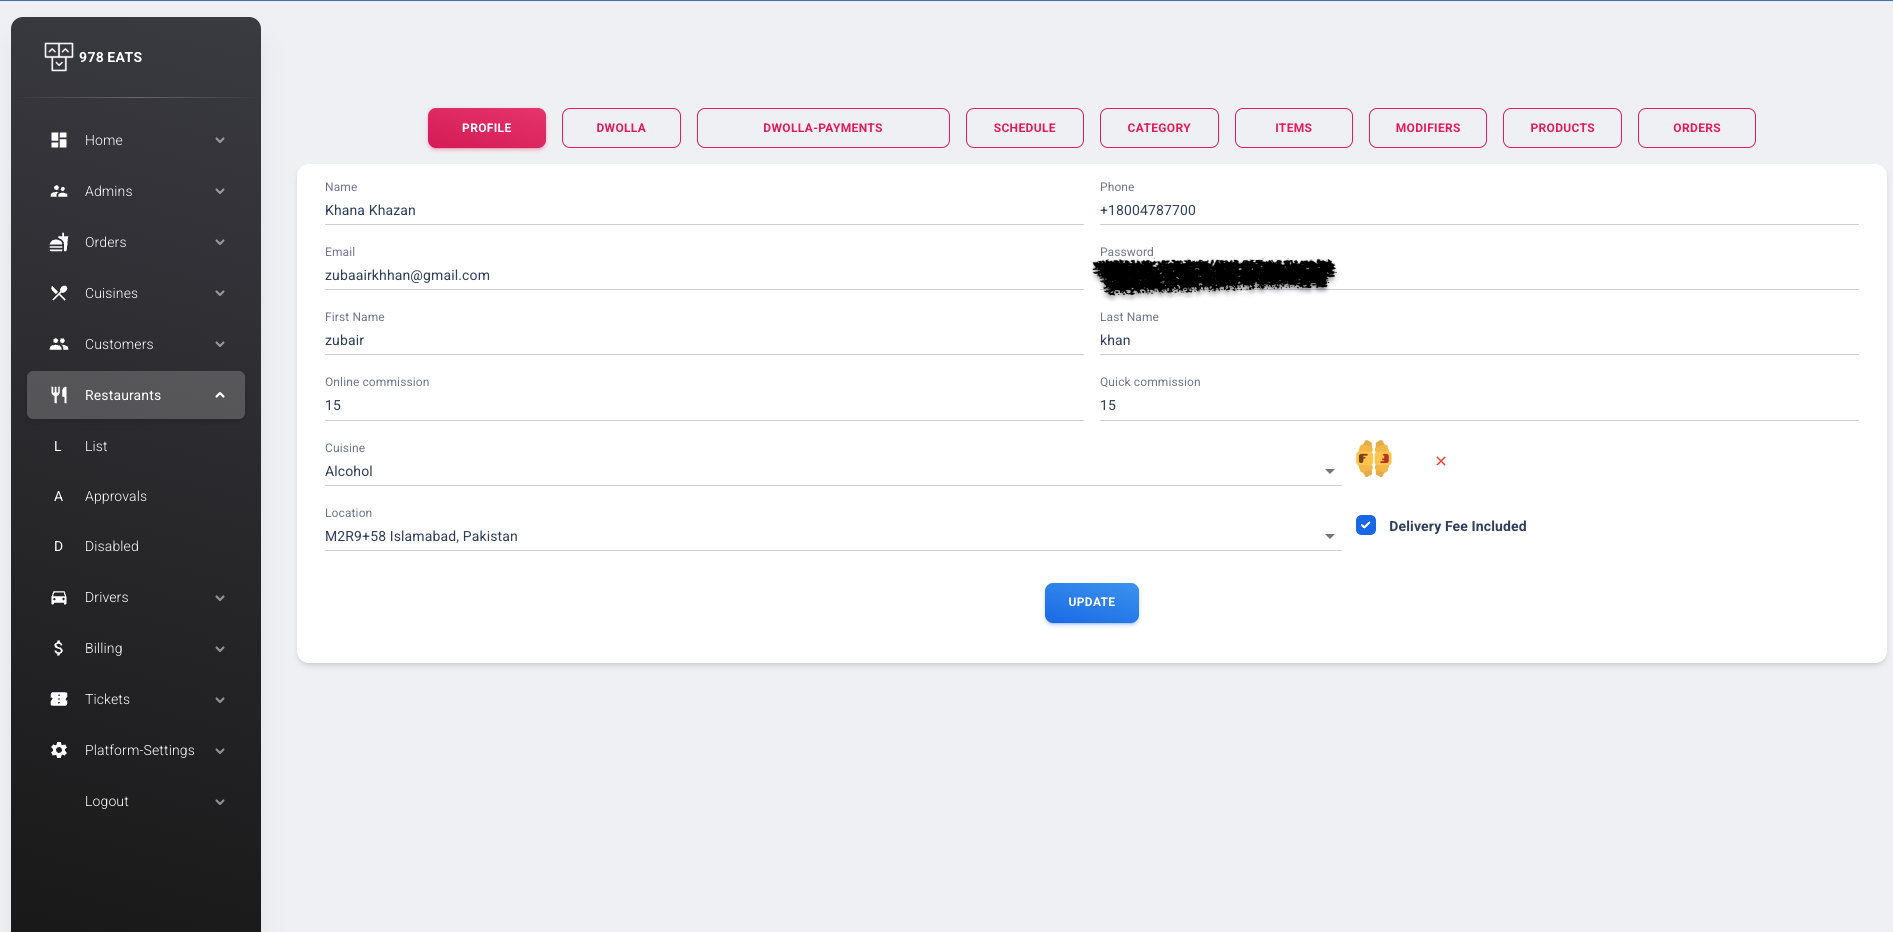 978 EATS
Home
Admins
Orders
Cuisines
Customers
Restaurants
L List
A Approvals
D Disabled
Drivers
Billing
Tickets
Platform-Settings
Logout
PROFILE DWOLLA DWOLLA-PAYMENTS SCHEDULE CATEGORY ITEMS MODIFIERS PRODUCTS ORDERS
Name Phone
Khana Khazan +18004787700
Email Password
zubaairkhhan@gmail.com
First Name Last Name
zubair khan
Online commission Quick commission
15 15
Cuisine
Alcohol
Location
M2R9+58 Islamabad, Pakistan
Delivery Fee Included
UPDATE